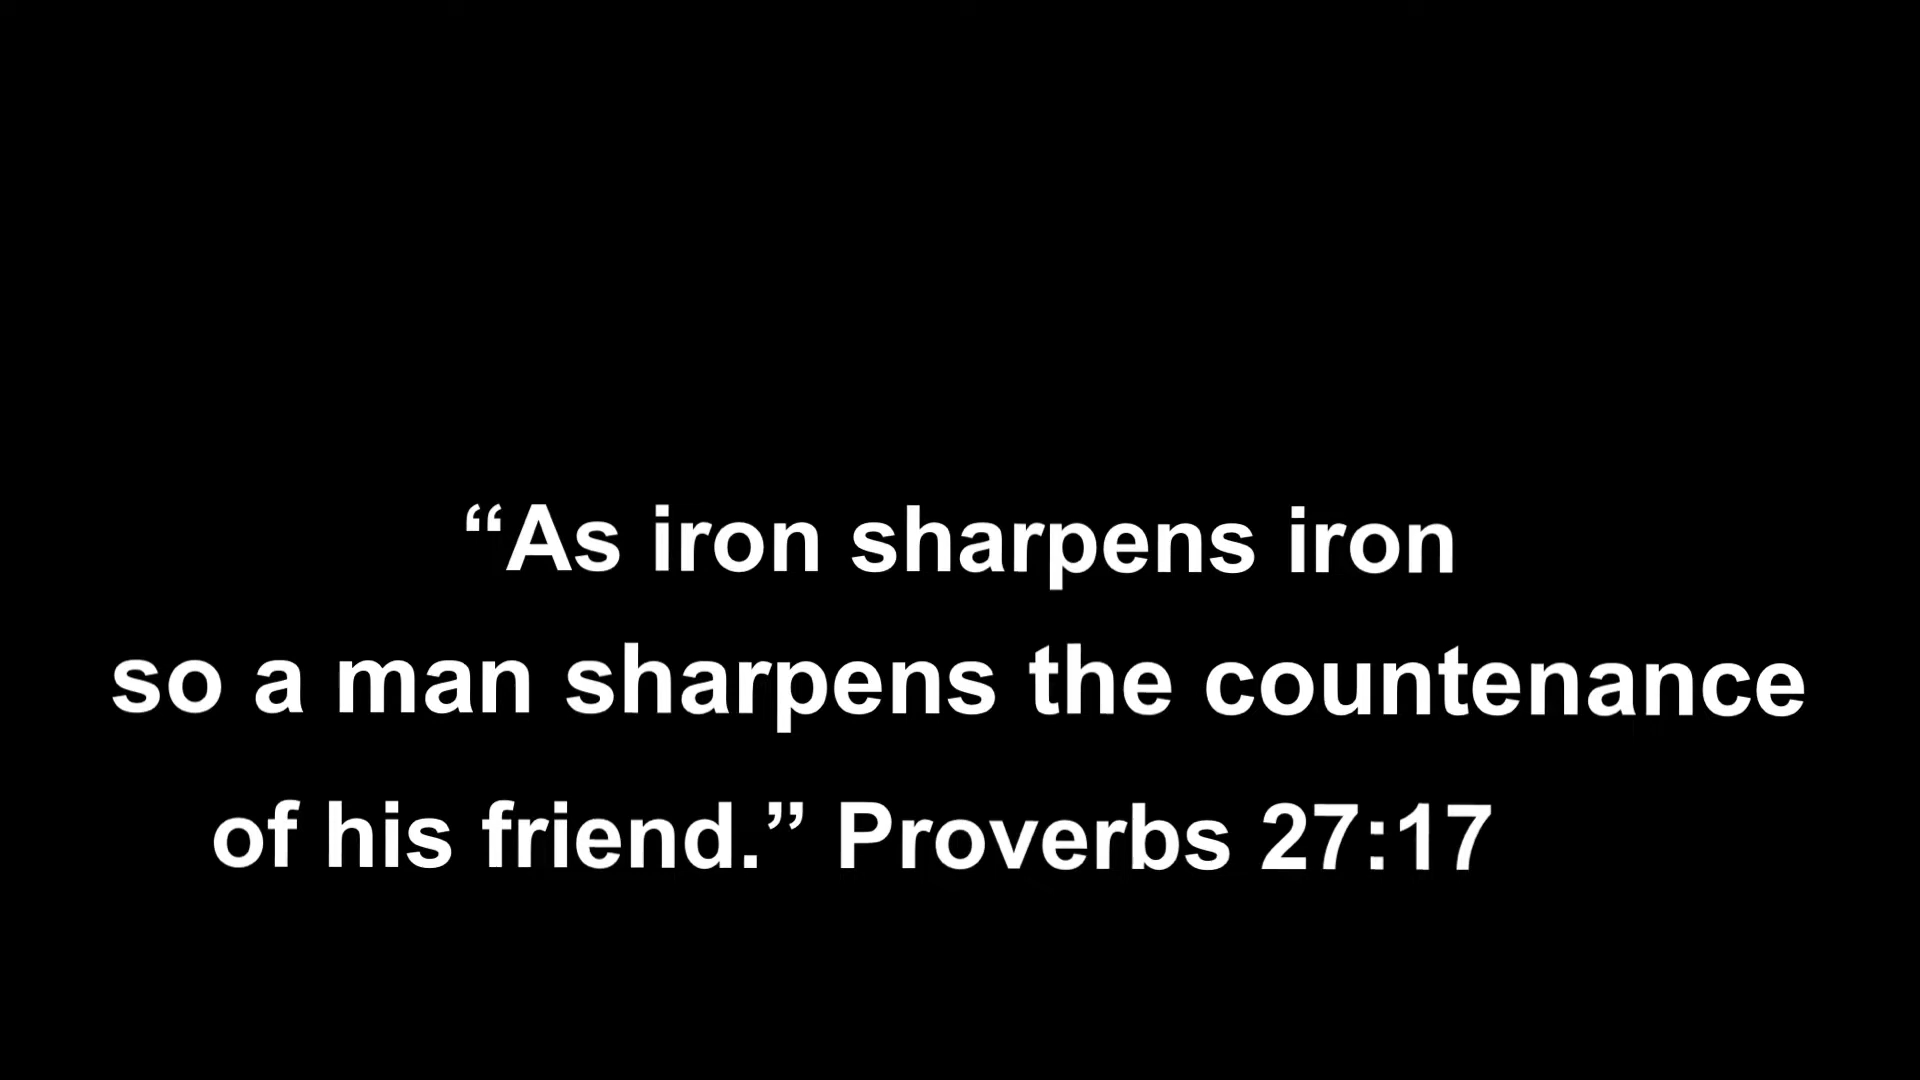 “As iron sharpens iron
so a man sharpens the countenance
of his friend.” Proverbs 27:17